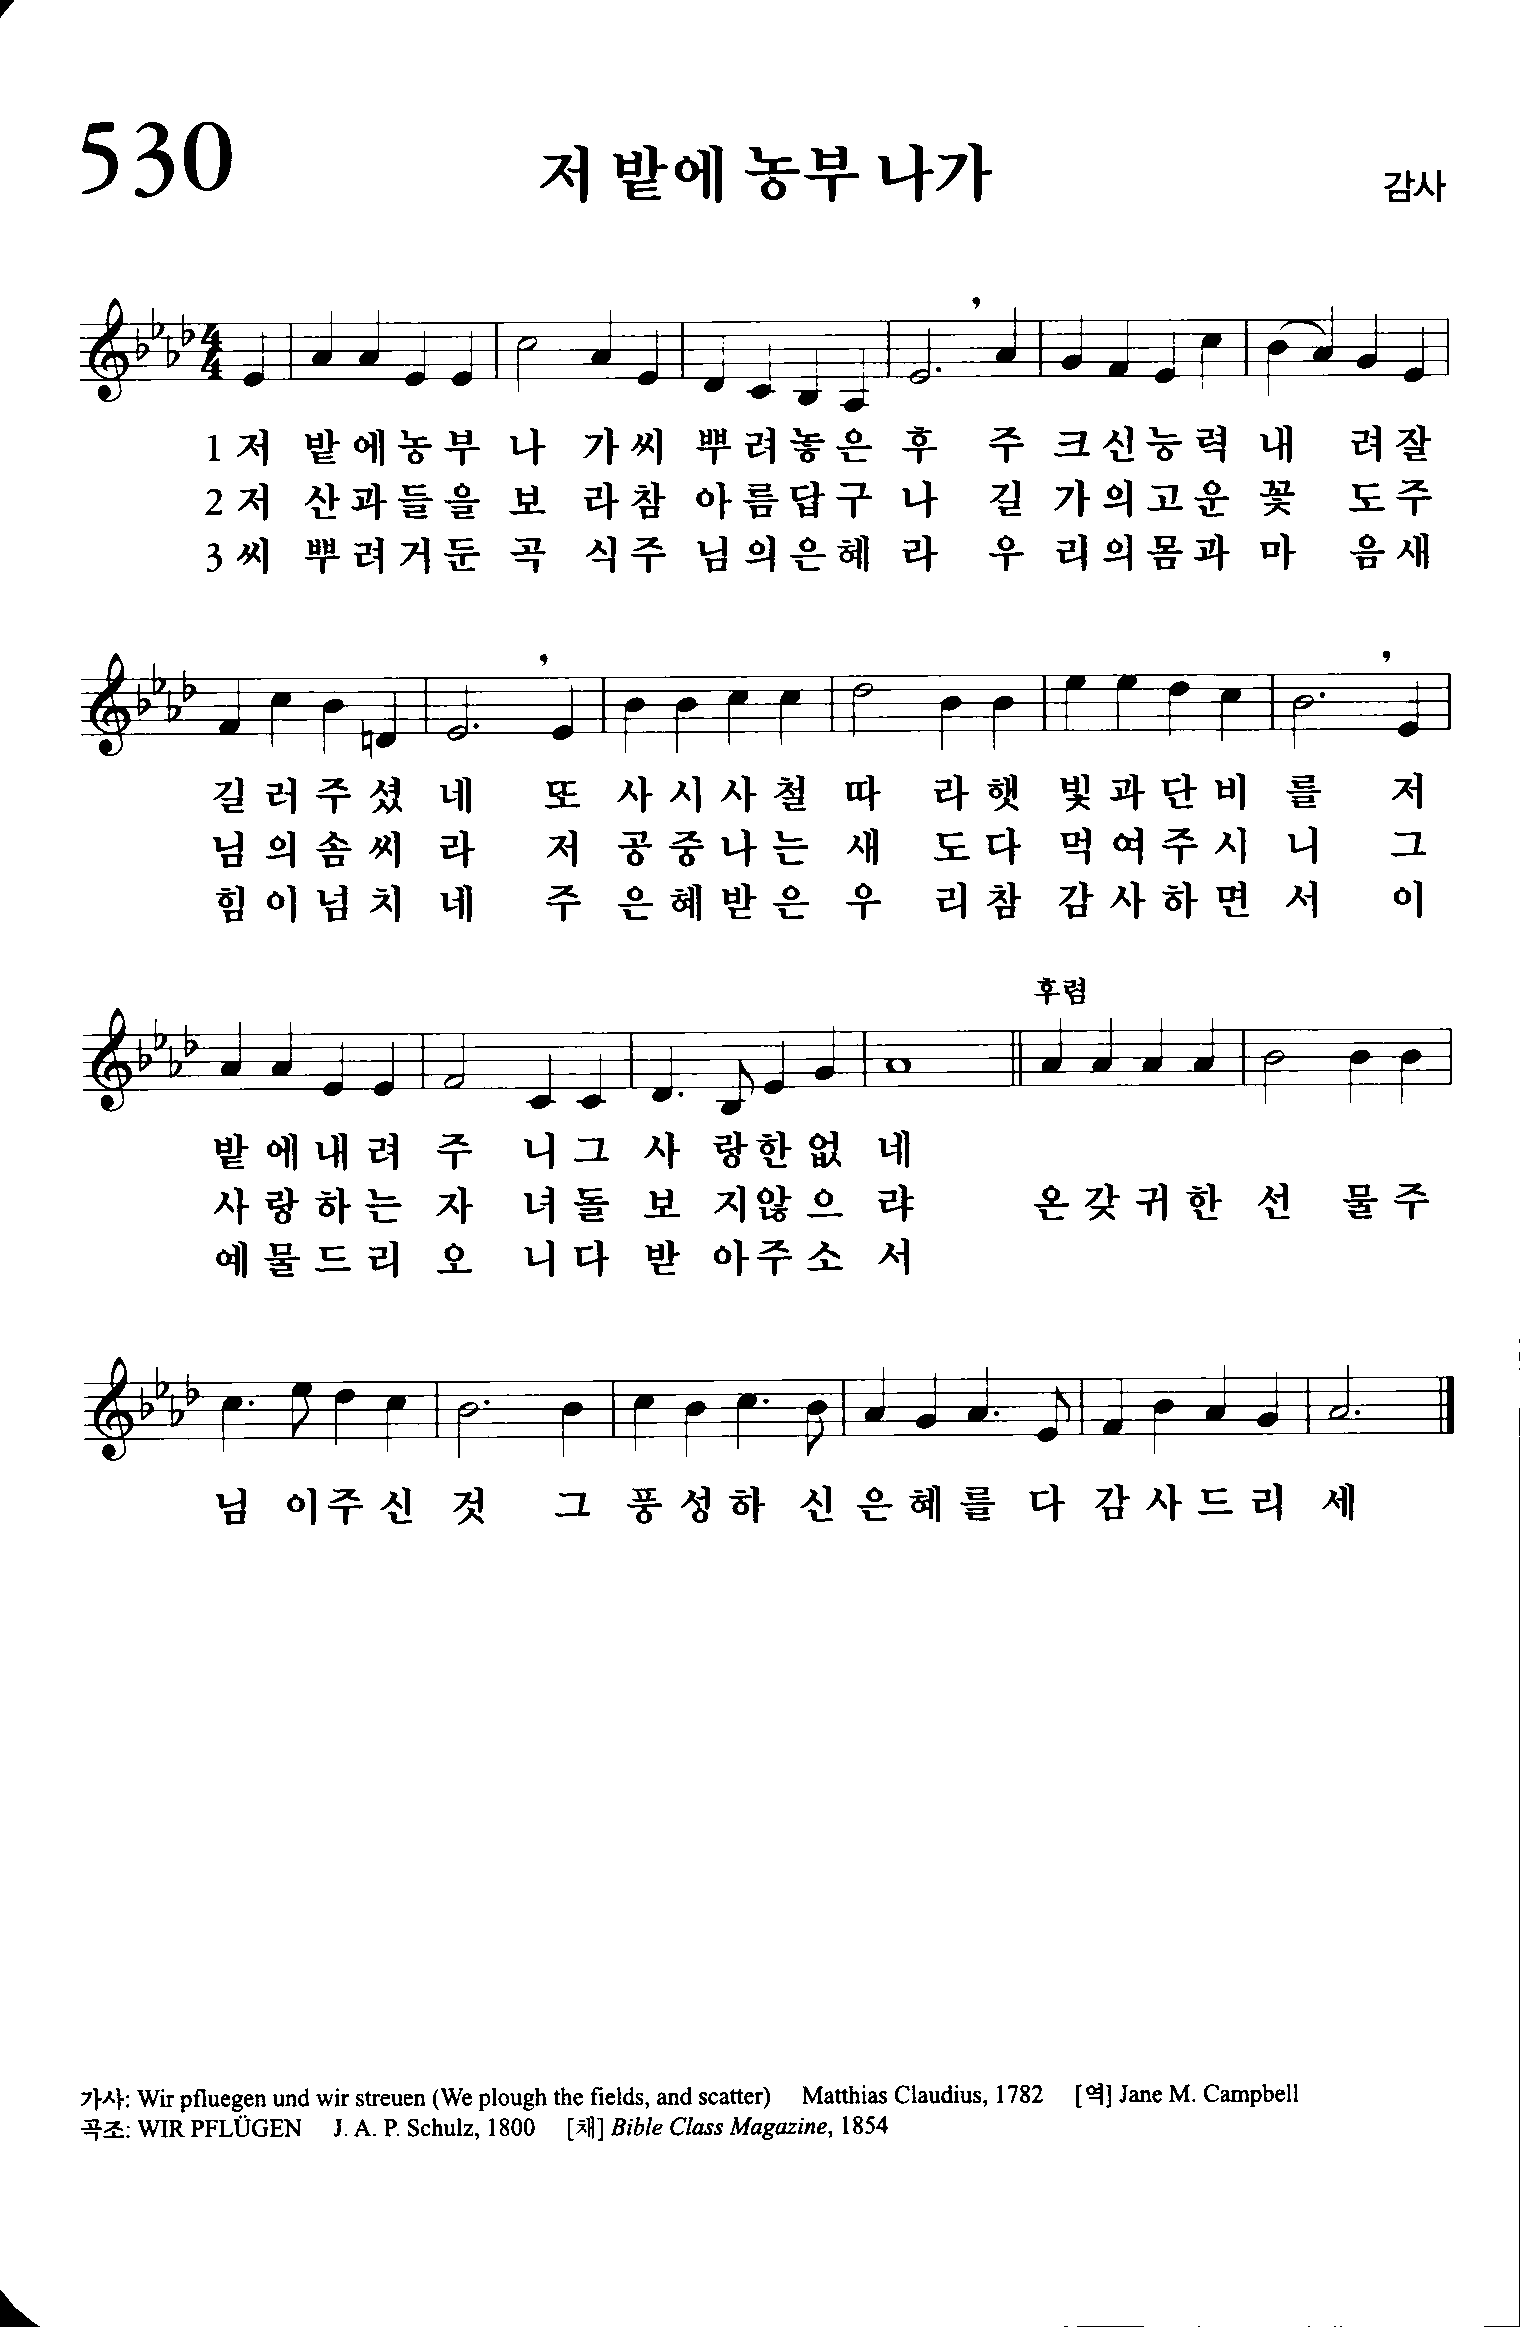 530
저 밭에 농부 나가
감사
1 저 밭에농부 나 가씨 뿌려놓은 후 주 크신능력 내 려잘
2 저 산과들을 보 라참 아름답구 나 길 가의고운 꽃 도주
3 씨 뿌려거둔 곡 식주 님의은혜 라 우 리의몸과 마 음새
길러주셨 네 또 사시사철 따 라햇 빛과단비 를 저
님의솜씨 라 저 공중나는 새 도다 먹여주시 니 그
힘이넘치 네 주 은혜받은 우 리참 감사하면 서 이
후렴
밭에내려 주 니그 사 랑한없 네
사랑하는 자 녀돌 보 지않으 랴 온갖귀한 선 물주
예물드리 오 니다 받 아주소 서
님 이주신 것 그 풍성하 신은혜를 다 감사드리 세
가사: Wir pfluegen und wir streuen (We plough the fields, and scatter) Matthias Claudius, 1782 [역] Jane M. Campbell
곡조: WIR PFLÜGEN J. A. P. Schulz, 1800 [채] Bible Class Magazine, 1854